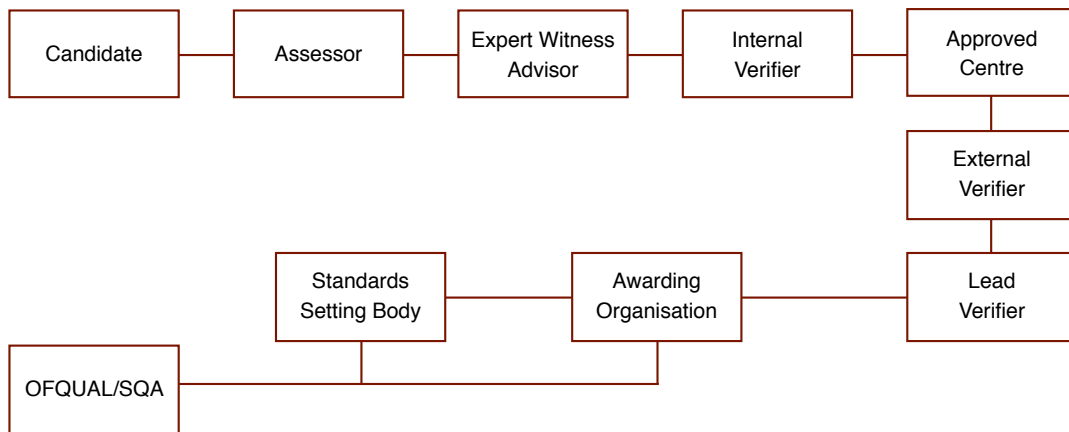 Candidate
Assessor
Expert Witness
Advisor
Internal
Verifier
Approved
Centre
External
Verifier
Standards
Setting Body
Awarding
Organisation
Lead
Verifier
OFQUAL/SQA